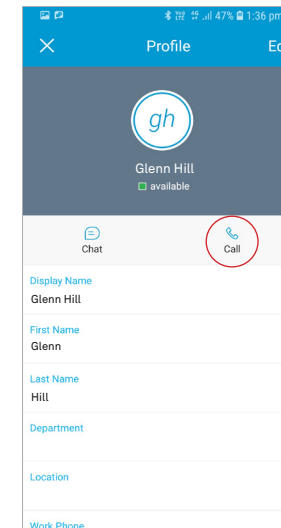 47% 1:36 pm
Profile
gh
Glenn Hill
available
Chat
Call
Display Name
Glenn Hill
First Name
Glenn
Last Name
Hill
Department
Location
Work Phone